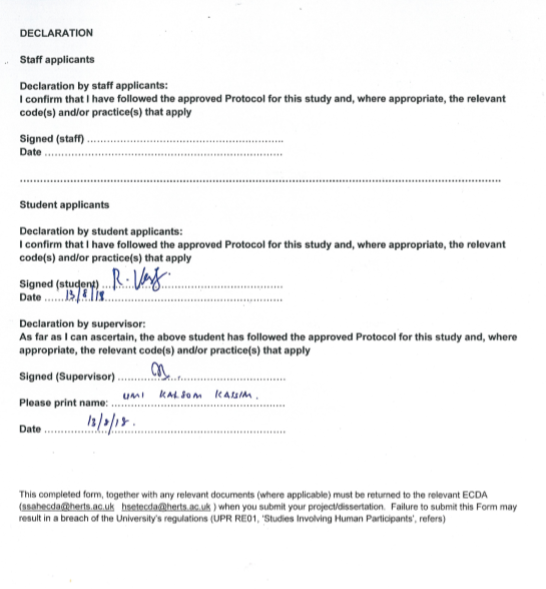 DECLARATION
Staff applicants
Declaration by staff applicants:
I confirm that I have followed the approved Protocol for this study and, where appropriate, the relevant
code(s) and/or practice(s) that apply
Signed (staff) ............................................................
Date ............................................................
........................................................................................................................
Student applicants
Declaration by student applicants:
I confirm that I have followed the approved Protocol for this study and, where appropriate, the relevant
code(s) and/or practice(s) that apply
Signed (student) ... R.
Date ...... 13/8/18 ............
Declaration by supervisor:
As far as I can ascertain, the above student has followed the approved Protocol for this study and, where
appropriate, the relevant code(s) and/or practice(s) that apply
Signed (Supervisor) ............
Please print name: UMI KALSOM KASSIM.
Date ............ 13/8/18.
This completed form, together with any relevant documents (where applicable) must be returned to the relevant ECDA
(ssahecda@herts.ac.uk hsetecda@herts.ac.uk ) when you submit your project/dissertation. Failure to submit this Form may
result in a breach of the University's regulations (UPR RE01, 'Studies Involving Human Participants', refers)